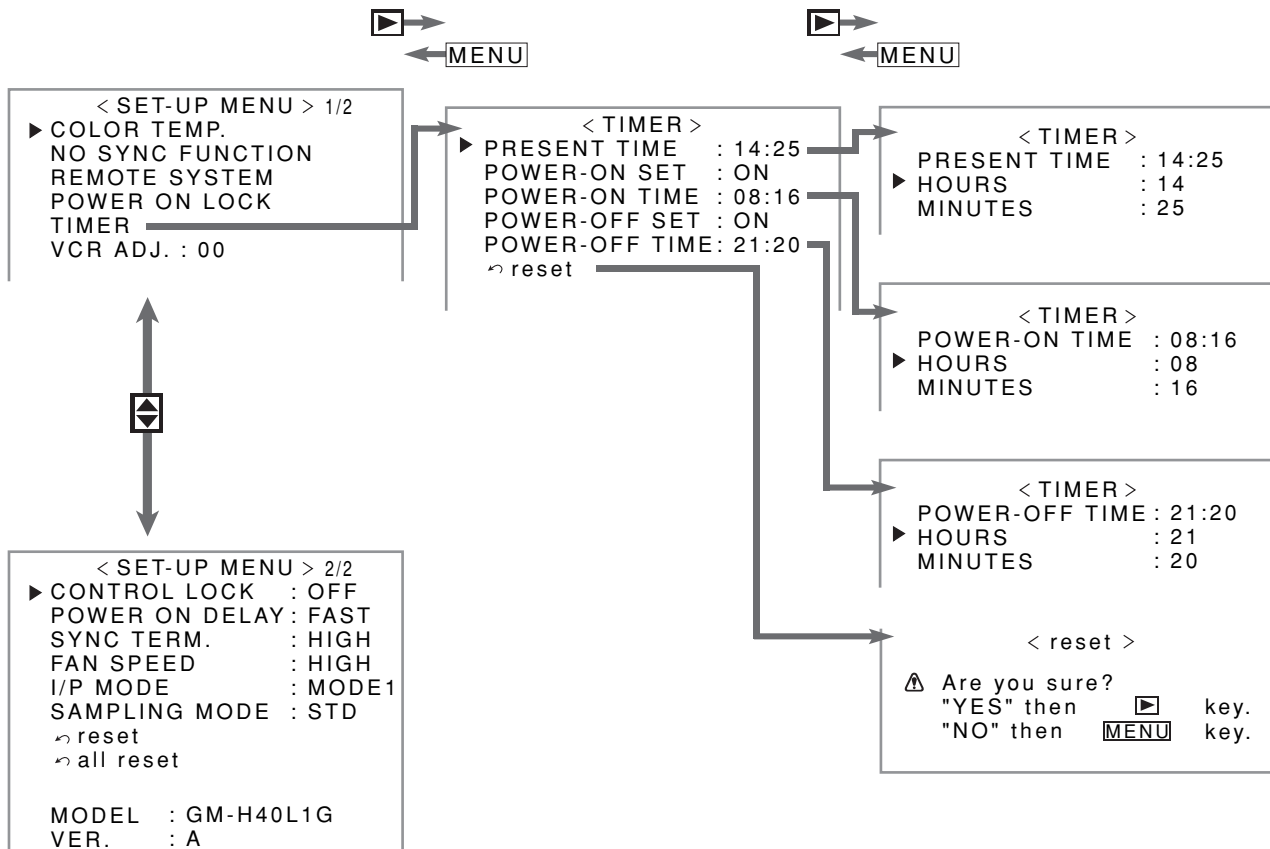 MENU
MENU
< SET-UP MENU > 1/2
COLOR TEMP.
NO SYNC FUNCTION
REMOTE SYSTEM
POWER ON LOCK
TIMER
VCR ADJ. : 00
< TIMER >
PRESENT TIME : 14:25
POWER-ON SET : ON
POWER-ON TIME : 08:16
POWER-OFF SET : ON
POWER-OFF TIME : 21:20
reset
< TIMER >
PRESENT TIME : 14:25
HOURS : 14
MINUTES : 25
< TIMER >
POWER-ON TIME : 08:16
HOURS : 08
MINUTES : 16
< TIMER >
POWER-OFF TIME : 21:20
HOURS : 21
MINUTES : 20
< reset >
Are you sure?
"YES" then key.
"NO" then MENU key.
< SET-UP MENU > 2/2
CONTROL LOCK : OFF
POWER ON DELAY : FAST
SYNC TERM. : HIGH
FAN SPEED : HIGH
I/P MODE : MODE1
SAMPLING MODE : STD
reset
all reset
MODEL : GM-H40L1G
VER. : A